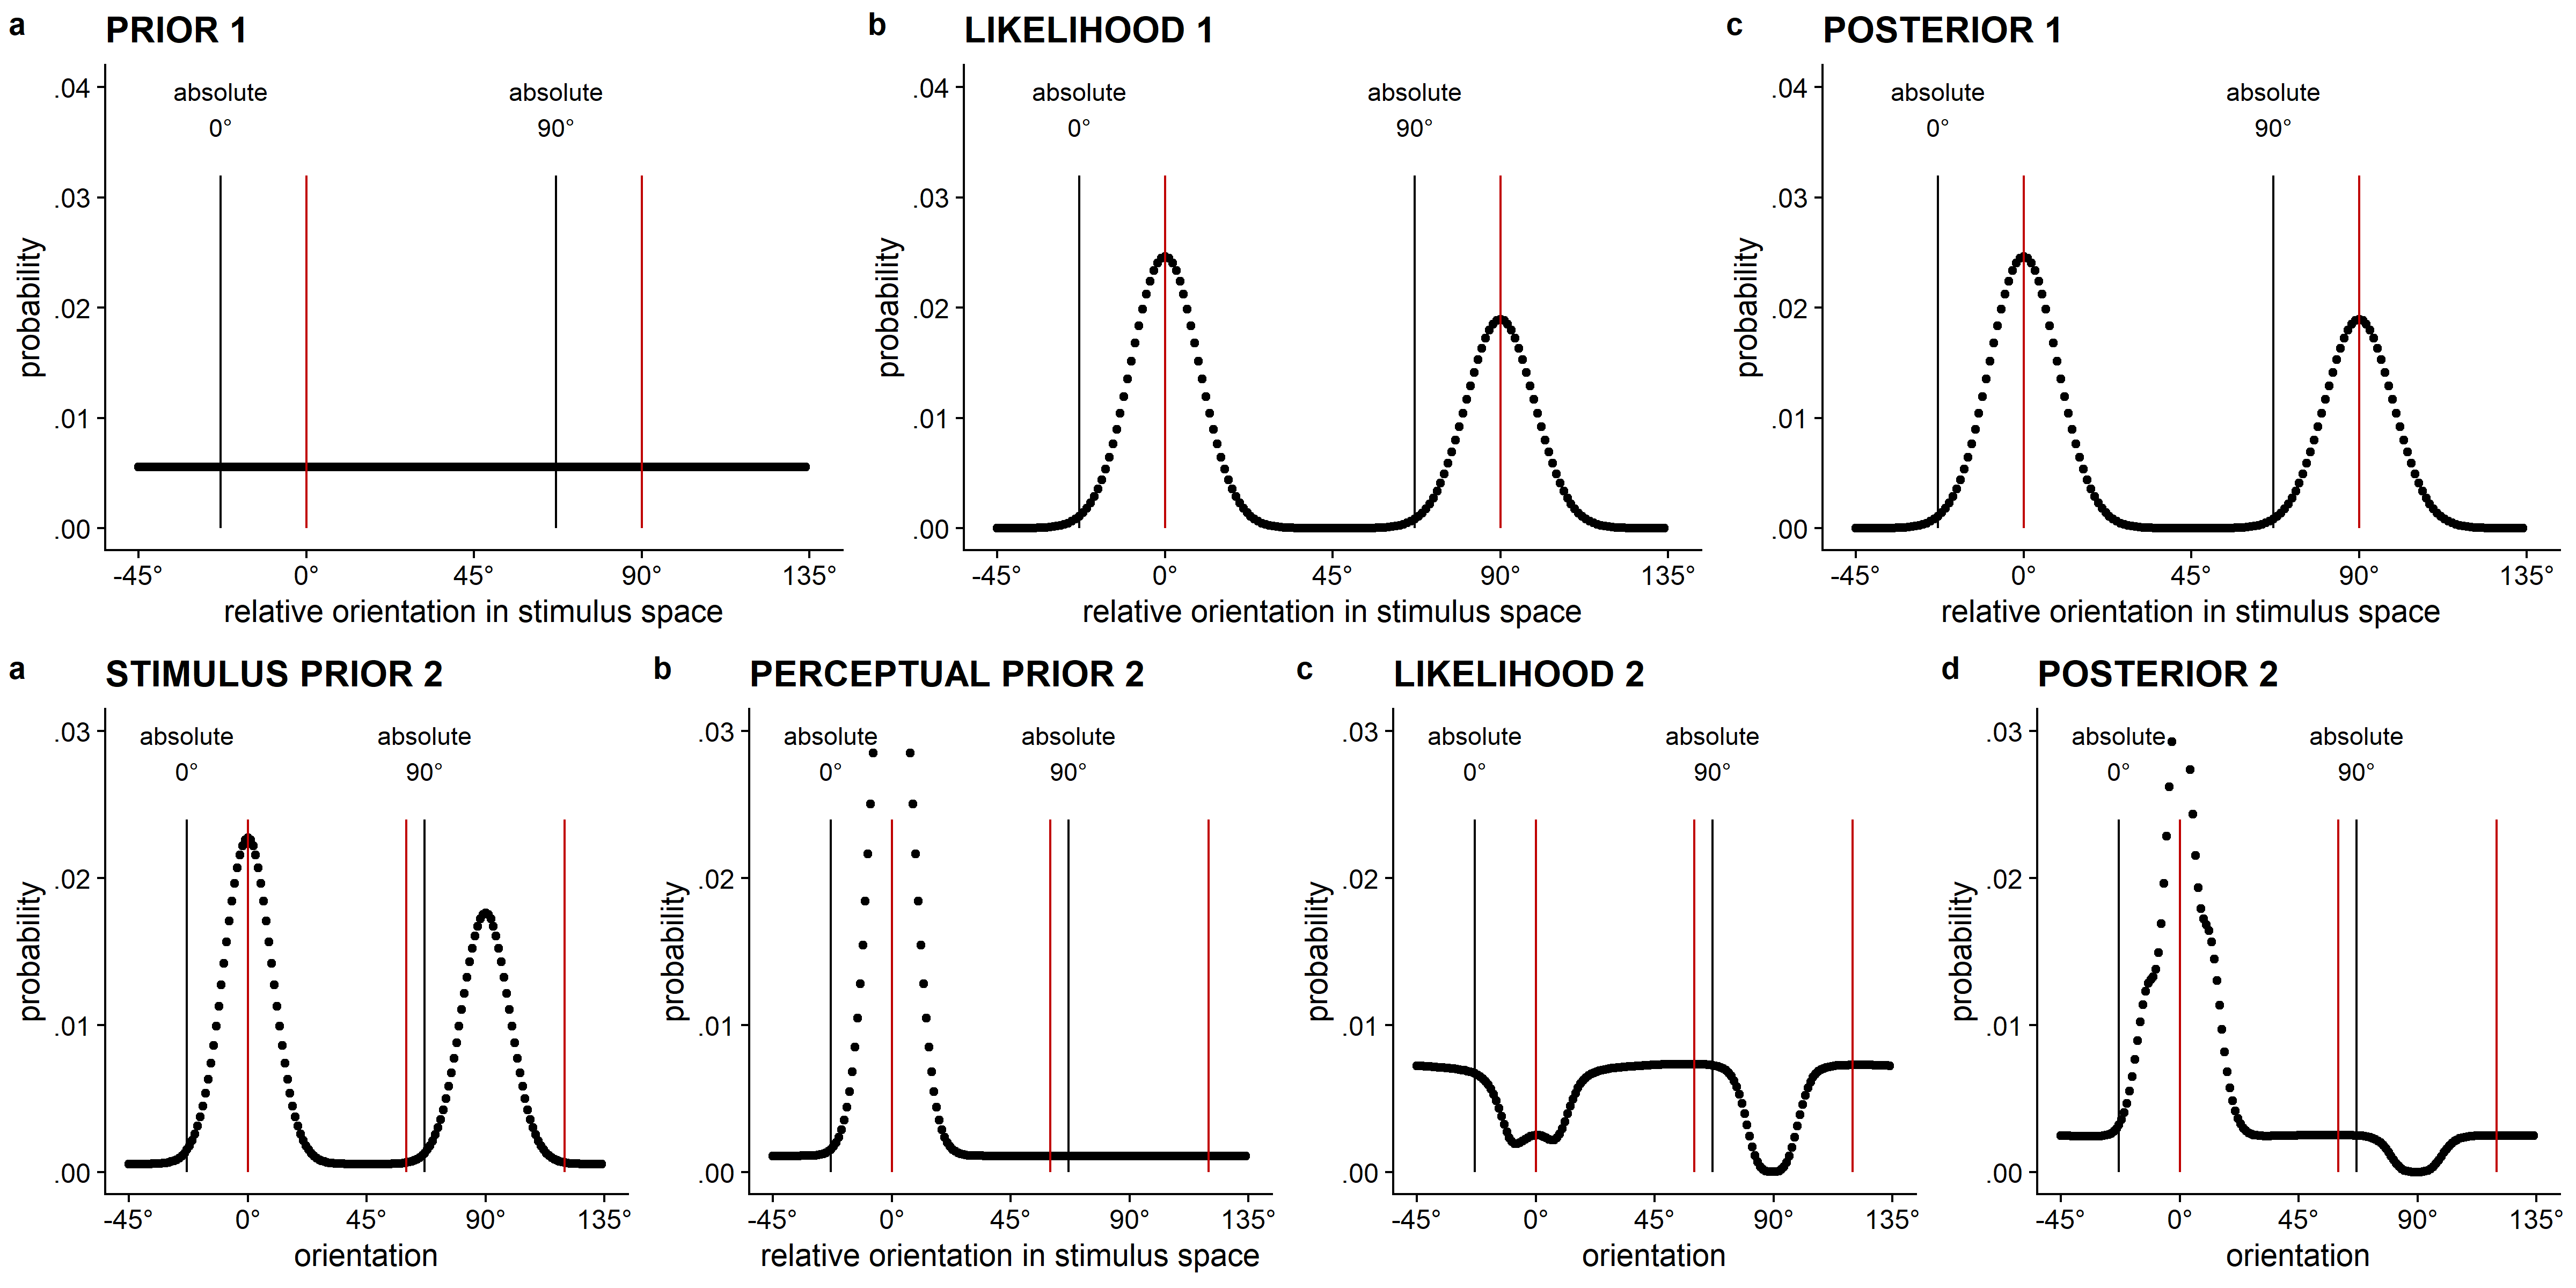 a PRIOR 1
absolute 0°
absolute 90°
.04
.03
.02
.01
.00
probability
-45° 0° 45° 90° 135°
relative orientation in stimulus space
b LIKELIHOOD 1
absolute 0°
absolute 90°
.04
.03
.02
.01
.00
probability
-45° 0° 45° 90° 135°
relative orientation in stimulus space
c POSTERIOR 1
absolute 0°
absolute 90°
.04
.03
.02
.01
.00
probability
-45° 0° 45° 90° 135°
relative orientation in stimulus space
a STIMULUS PRIOR 2
absolute 0°
absolute 90°
.03
.02
.01
.00
probability
-45° 0° 45° 90° 135°
orientation
b PERCEPTUAL PRIOR 2
absolute 0°
absolute 90°
.03
.02
.01
.00
probability
-45° 0° 45° 90° 135°
relative orientation in stimulus space
c LIKELIHOOD 2
absolute 0°
absolute 90°
.03
.02
.01
.00
probability
-45° 0° 45° 90° 135°
orientation
d POSTERIOR 2
absolute 0°
absolute 90°
.03
.02
.01
.00
probability
-45° 0° 45° 90° 135°
orientation